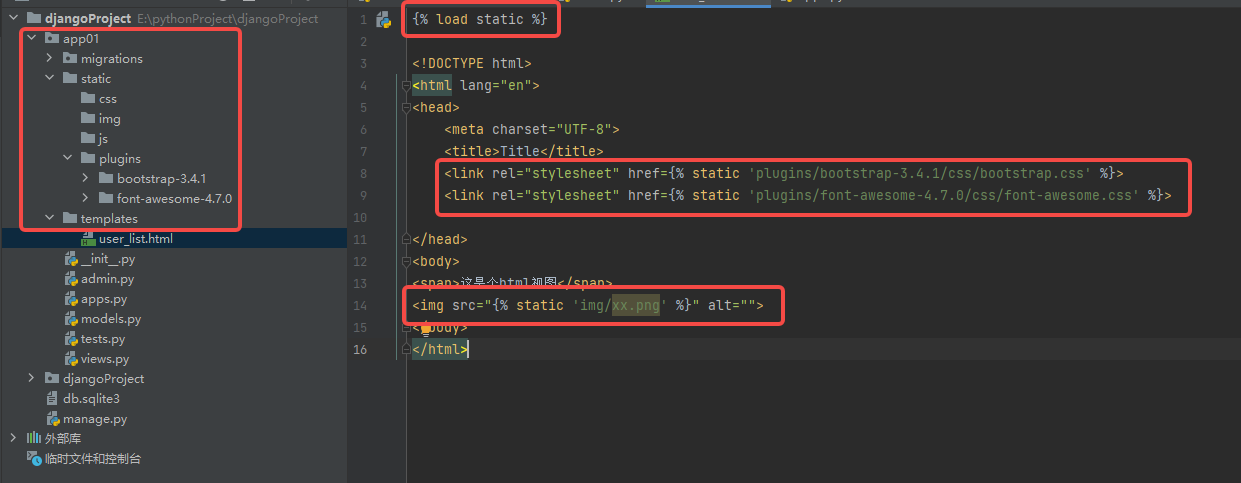 djangoProject E:\pythonProject\djangoProject
app01
migrations
static
css
img
js
plugins
bootstrap-3.4.1
font-awesome-4.7.0
templates
user_list.html
__init__.py
admin.py
apps.py
models.py
tests.py
views.py
djangoProject
db.sqlite3
manage.py
外部库
临时文件和控制台
1 {% load static %}
2
3 <!DOCTYPE html>
4 <html lang="en">
5 <head>
6 <meta charset="UTF-8">
7 <title>Title</title>
8 <link rel="stylesheet" href={% static 'plugins/bootstrap-3.4.1/css/bootstrap.css' %}>
9 <link rel="stylesheet" href={% static 'plugins/font-awesome-4.7.0/css/font-awesome.css' %}>
10
11 </head>
12 <body>
13 <span>这是个html视图</span>
14 <img src="{% static 'img/xx.png' %}" alt="">
15 body>
16 </html>